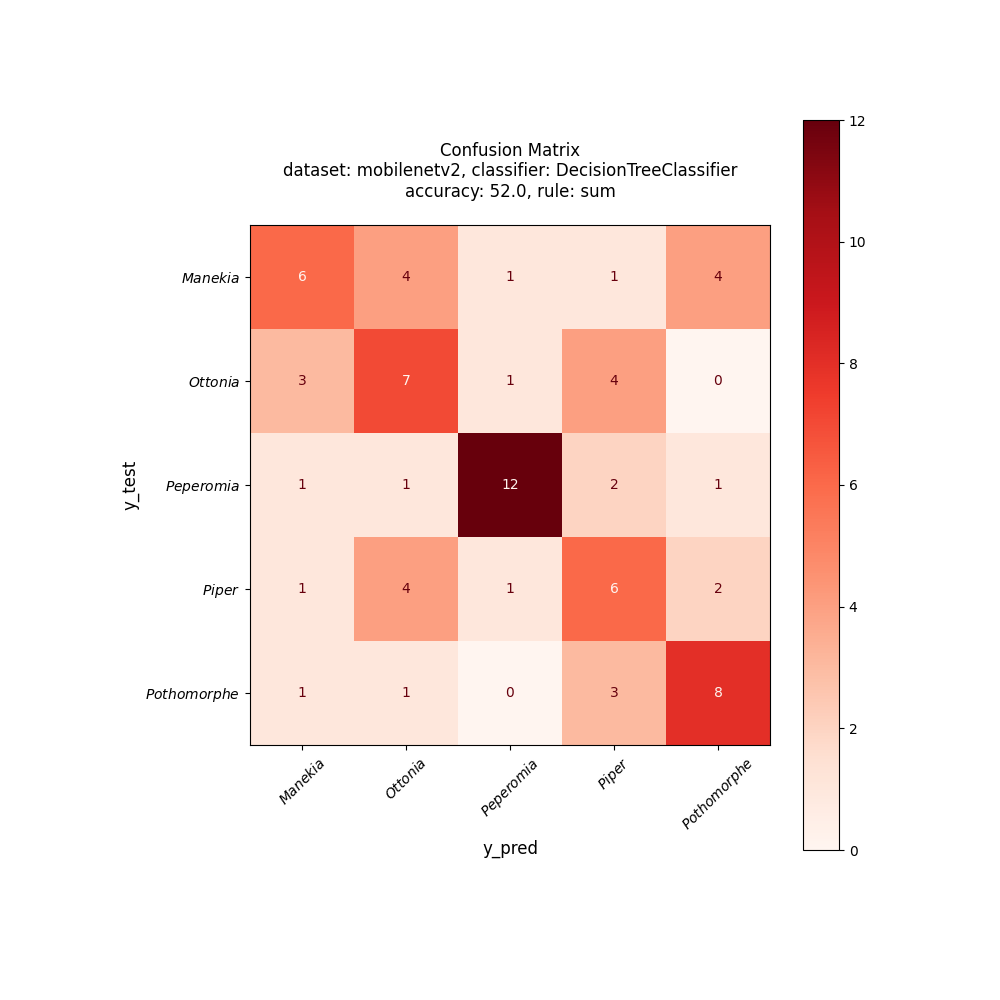 Confusion Matrix
dataset: mobilenetv2, classifier: DecisionTreeClassifier
accuracy: 52.0, rule: sum
Manekia 6 4 1 1 4
Ottonia 3 7 1 4 0
Peperomia 1 1 12 2 1
Piper 1 4 1 6 2
Pothomorphe 1 1 0 3 8
Manekia Ottonia Peperomia Piper Pothomorphe
y_test
y_pred
12
10
8
6
4
2
0